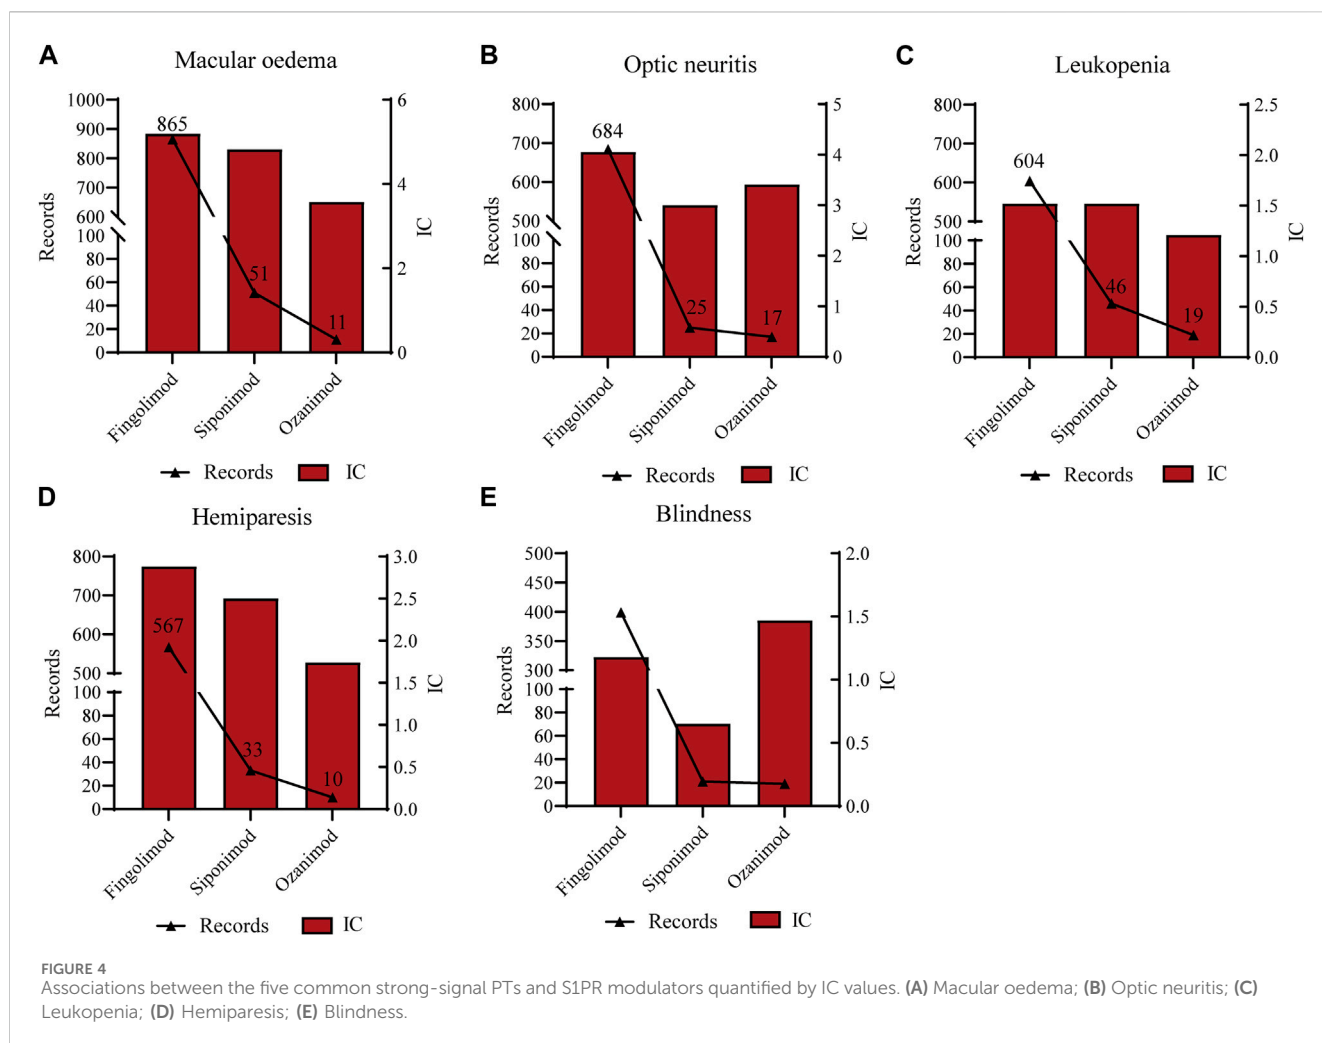 A
Macular oedema
1000
900
800
700
600
100
80
60
40
20
0
Records
6
4
2
0
IC
865
51
11
Fingolimod
Siponimod
Ozanimod
Records IC
B
Optic neuritis
800
700
600
500
100
80
60
40
20
0
Records
5
4
3
2
1
0
IC
684
25
17
Fingolimod
Siponimod
Ozanimod
Records IC
C
Leukopenia
800
700
600
500
100
80
60
40
20
0
Records
2.5
2.0
1.5
1.0
0.5
0.0
IC
604
46
19
Fingolimod
Siponimod
Ozanimod
Records IC
D
Hemiparesis
800
700
600
500
100
80
60
40
20
0
Records
3.0
2.5
2.0
1.5
1.0
0.5
0.0
IC
567
33
10
Fingolimod
Siponimod
Ozanimod
Records IC
E
Blindness
500
450
400
350
300
100
80
60
40
20
0
Records
2.0
1.5
1.0
0.5
0.0
IC
Fingolimod
Siponimod
Ozanimod
Records IC
FIGURE 4
Associations between the five common strong-signal PTs and S1PR modulators quantified by IC values. (A) Macular oedema; (B) Optic neuritis; (C)
Leukopenia; (D) Hemiparesis; (E) Blindness.